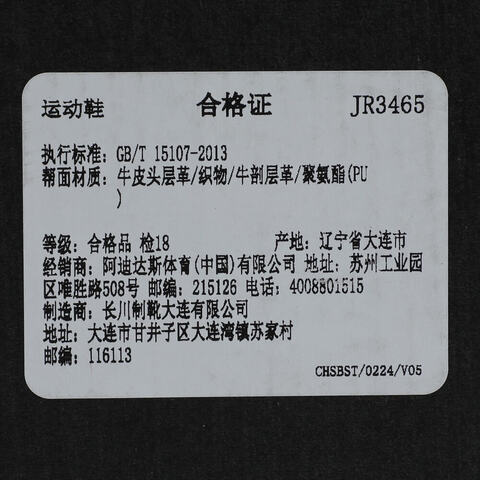 运动鞋 合格证 JR3465
执行标准: GB/T 15107-2013
帮面材质: 牛皮头层革/织物/牛剖层革/聚氨酯(PU
)
等级: 合格品 检18 产地: 辽宁省大连市
经销商: 阿迪达斯体育(中国)有限公司 地址: 苏州工业园
区唯胜路508号 邮编: 215126 电话: 4008801515
制造商: 长川制靴大连有限公司
地址: 大连市甘井子区大连湾镇苏家村
邮编: 116113
CHSBST/0224/V05